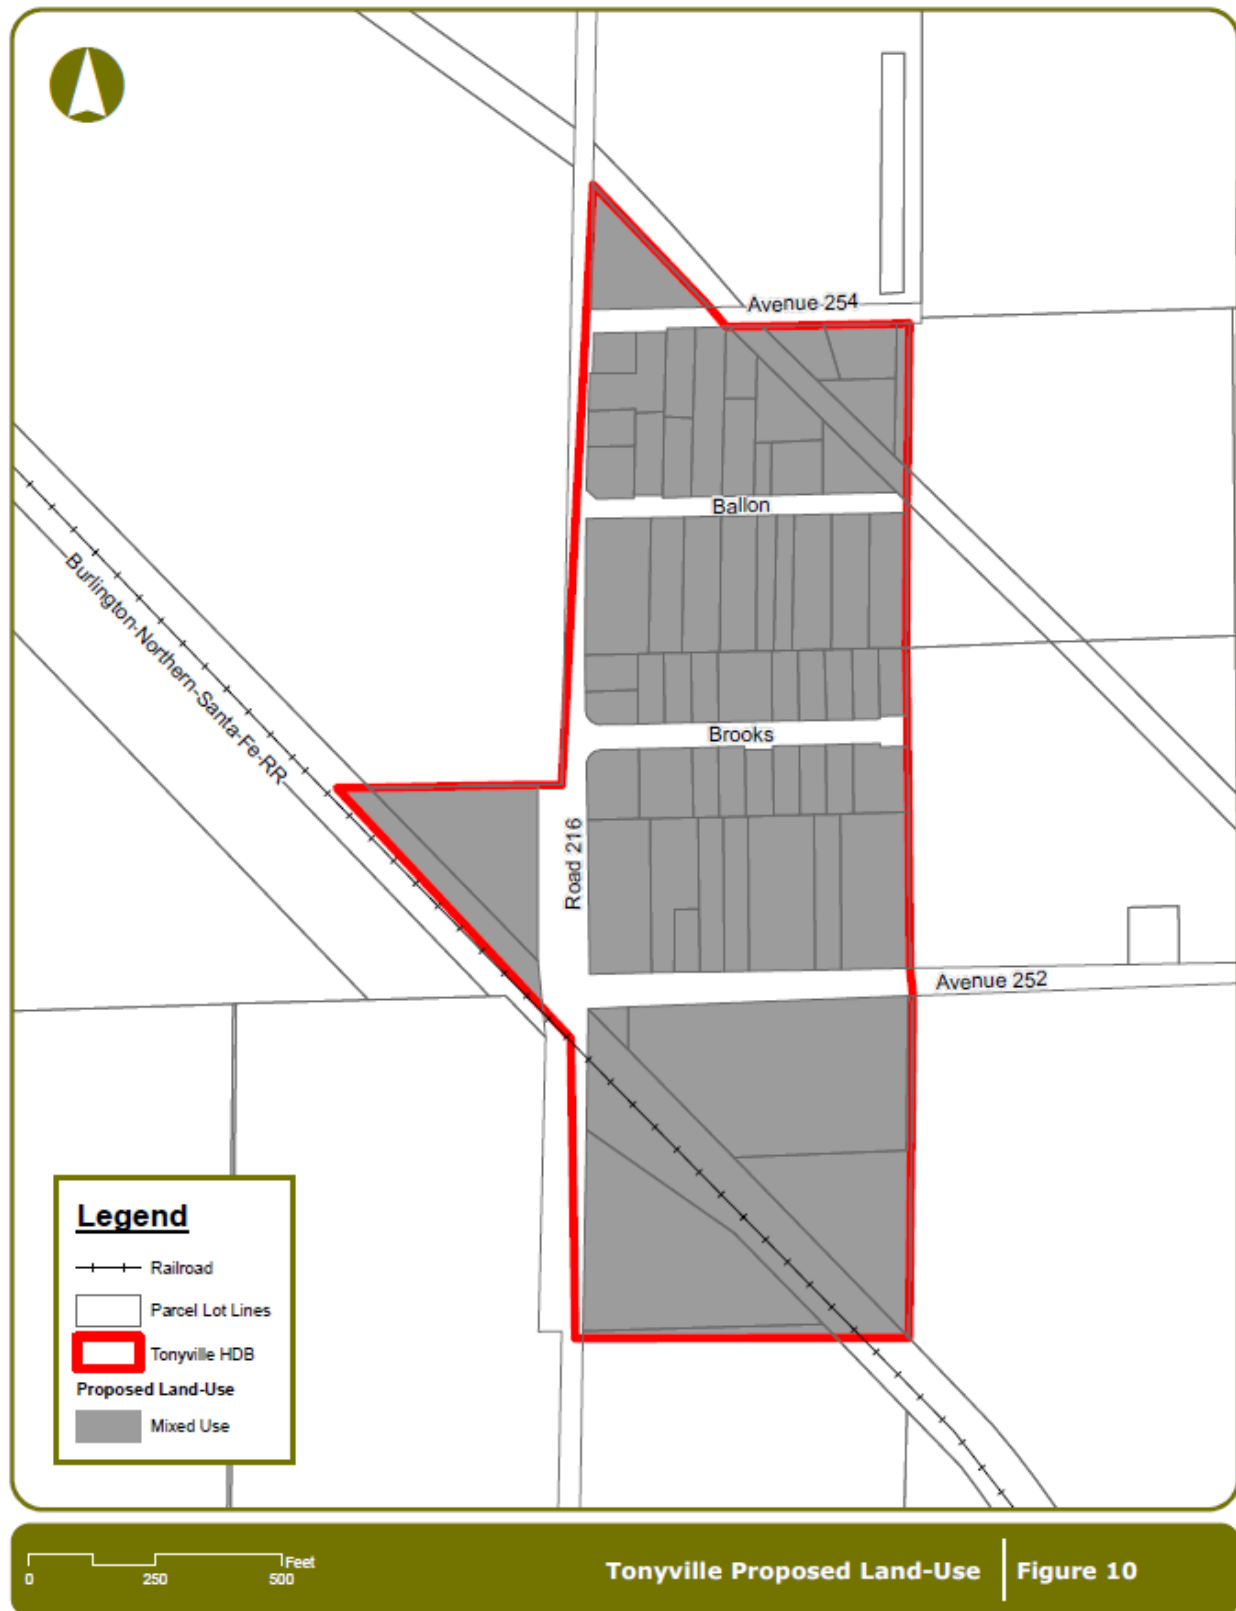 Avenue 254
Ballon
Burlington-Northern-Santa-Fe-RR
Brooks
Road 216
Avenue 252
Legend
Railroad
Parcel Lot Lines
Tonyville HDB
Proposed Land-Use
Mixed Use
Feet
0 250 500
Tonyville Proposed Land-Use Figure 10